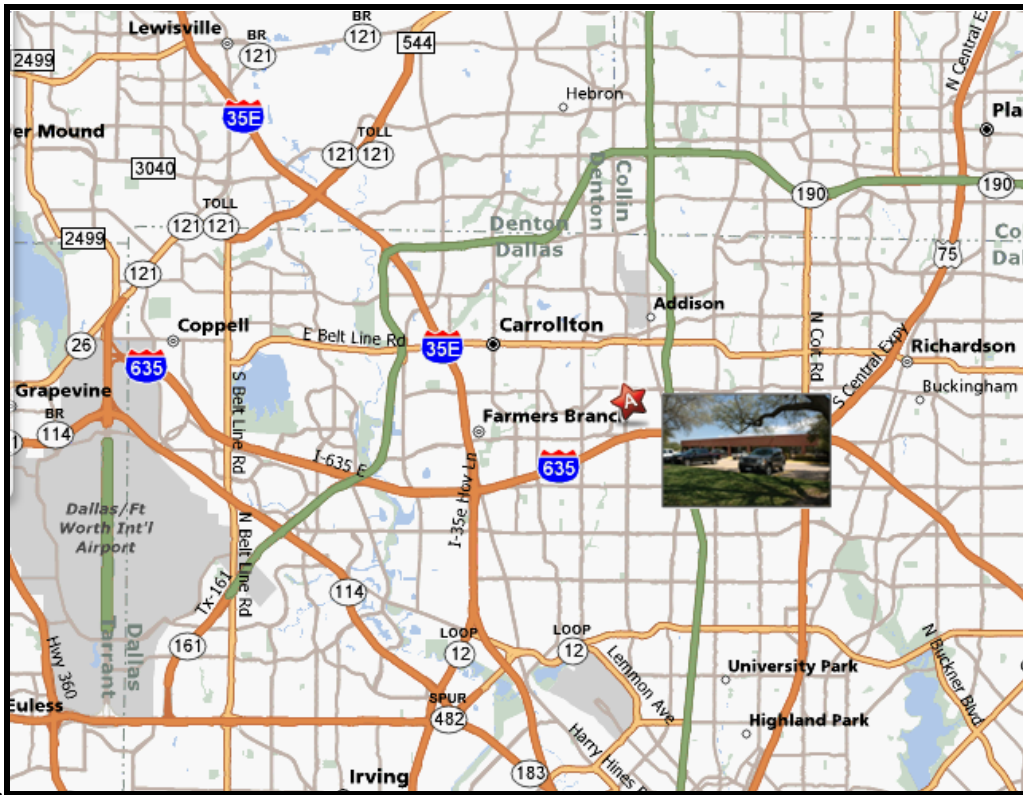 Lewisville
BR
121
BR
121
544
2499
35E
Hebron
N Central E
Pla
er Mound
TOLL
121
121
3040
190
190
Denton
Collin
Denton
Dallas
TOLL
121
121
2499
Co
Da
75
121
Addison
Coppell
E Belt Line Rd
Carrollton
35E
26
635
N Coit Rd
S Central Expy
Richardson
Grapevine
S Belt Line Rd
A
Buckingham
BR
114
1
Farmers Branc
I-635 E
635
I-35e Hov Ln
Dallas/Ft
Worth Int'l
Airport
N Belt Line Rd
Tx-161
114
161
Tarrant
Dallas
Hwy 360
LOOP
12
LOOP
12
Lemmon Ave
University Park
N Buckner Blvd
Euless
SPUR
482
Highland Park
Harry Hines
Irving
183